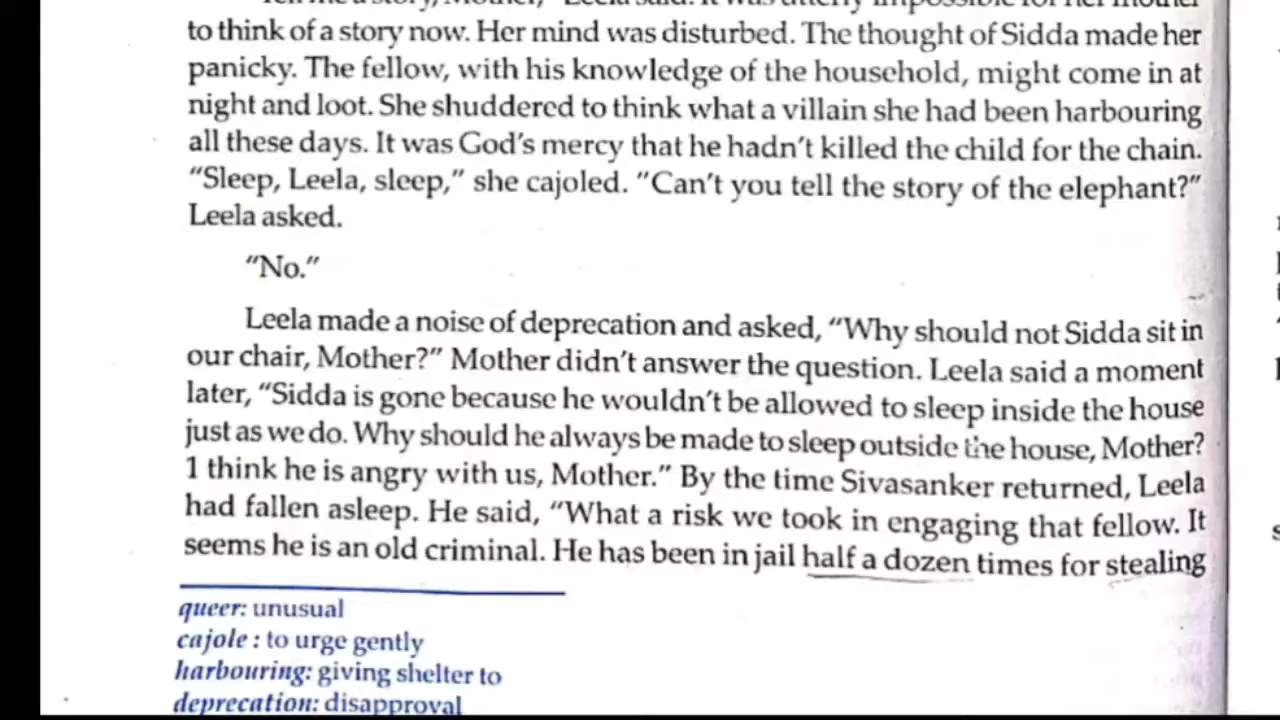 to think of a story now. Her mind was disturbed. The thought of Sidda made her
panicky. The fellow, with his knowledge of the household, might come in at
night and loot. She shuddered to think what a villain she had been harbouring
all these days. It was God's mercy that he hadn't killed the child for the chain.
"Sleep, Leela, sleep," she cajoled. "Can't you tell the story of the elephant?"
Leela asked.
"No."
Leela made a noise of deprecation and asked, "Why should not Sidda sit in
our chair, Mother?" Mother didn't answer the question. Leela said a moment
later, "Sidda is gone because he wouldn't be allowed to sleep inside the house
just as we do. Why should he always be made to sleep outside the house, Mother?
1 think he is angry with us, Mother." By the time Sivasanker returned, Leela
had fallen asleep. He said, "What a risk we took in engaging that fellow. It
seems he is an old criminal. He has been in jail half a dozen times for stealing
queer: unusual
cajole : to urge gently
harbouring: giving shelter to
deprecation: disapproval